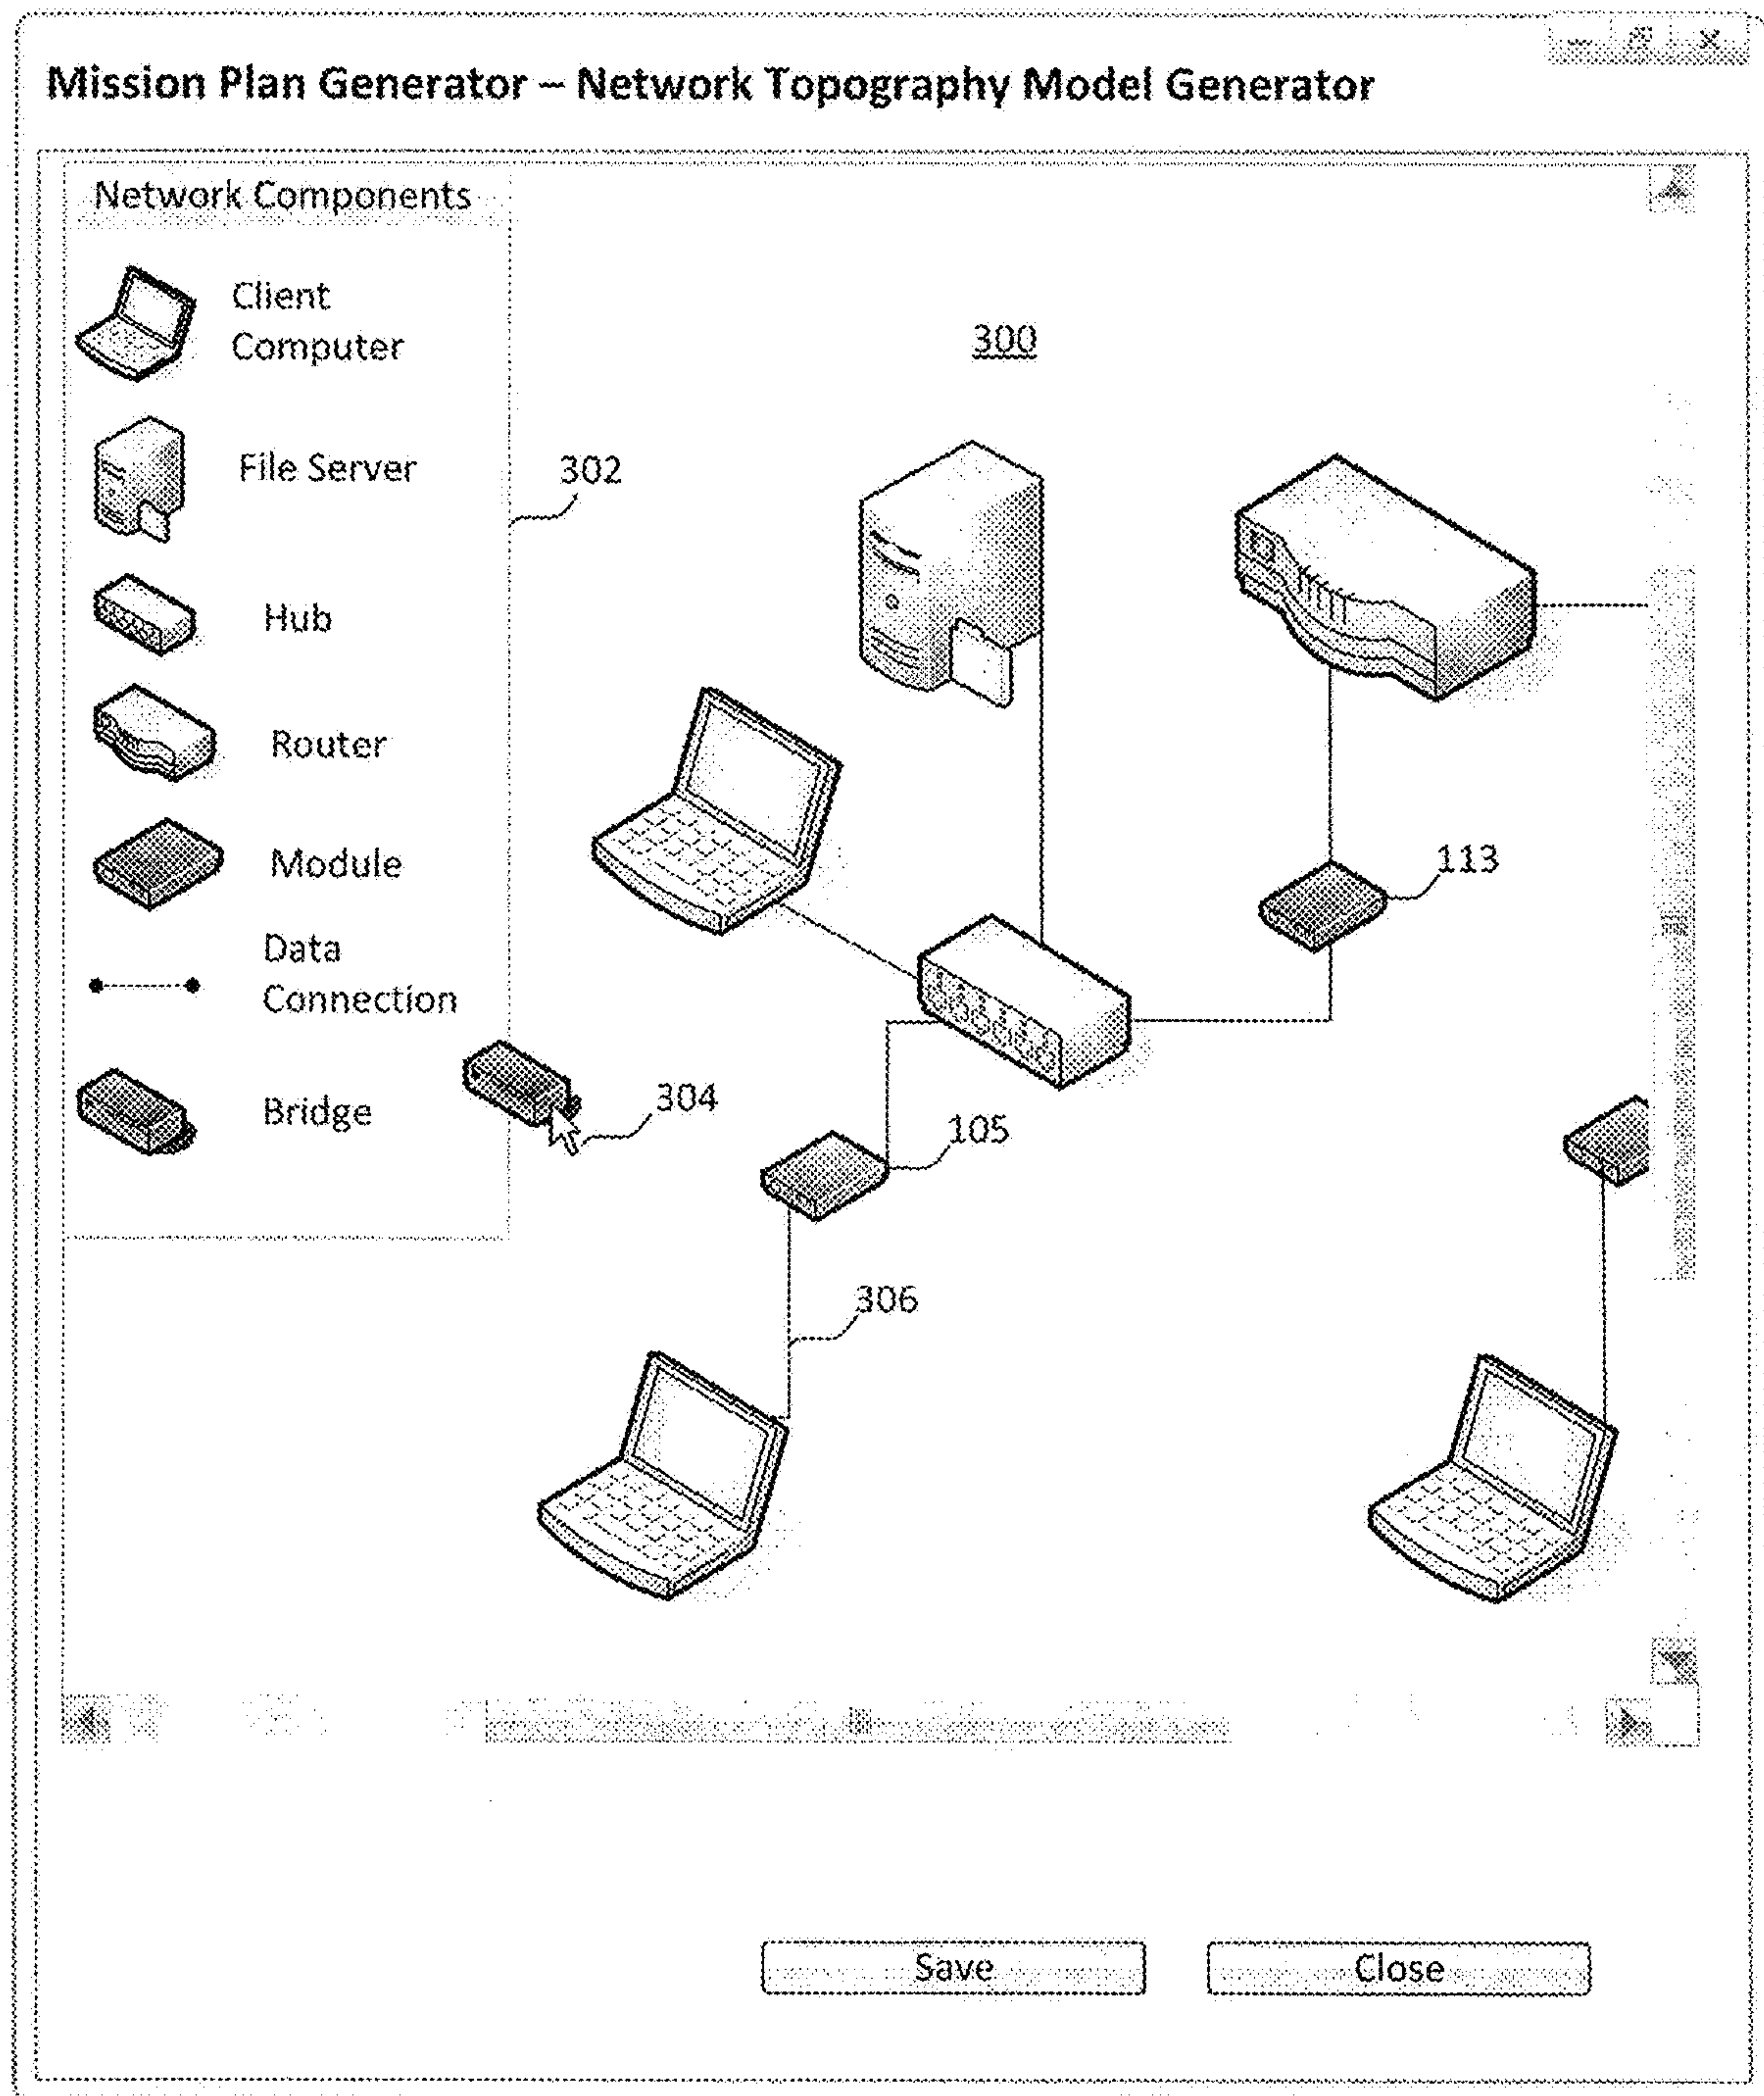 Mission Plan Generator – Network Topography Model Generator
Network Components
Client
Computer
File Server
Hub
Router
Module
Data
Connection
Bridge
300
302
113
304
105
306
Save
Close